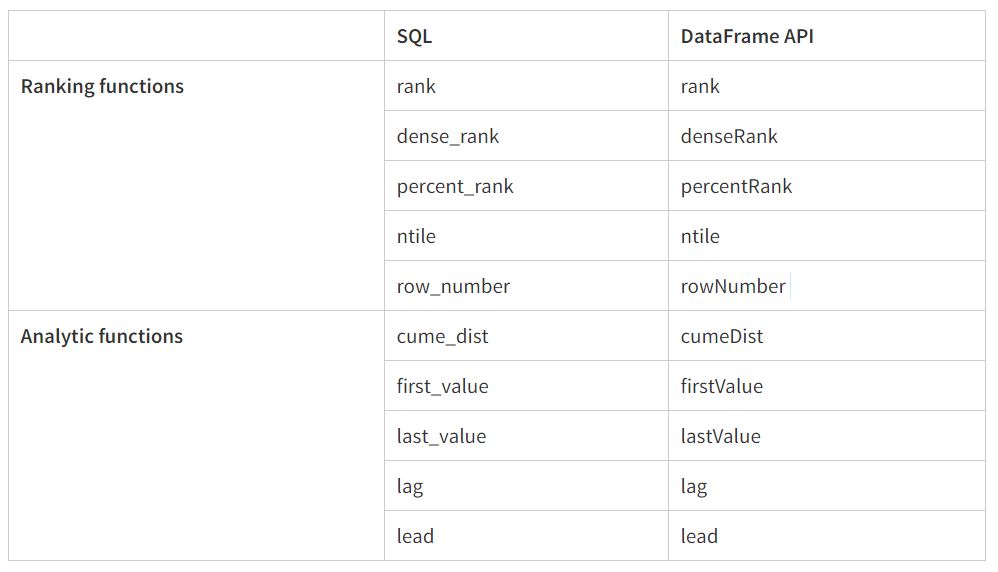 SQL DataFrame API
Ranking functions rank rank
dense_rank denseRank
percent_rank percentRank
ntile ntile
row_number rowNumber
Analytic functions cume_dist cumeDist
first_value firstValue
last_value lastValue
lag lag
lead lead